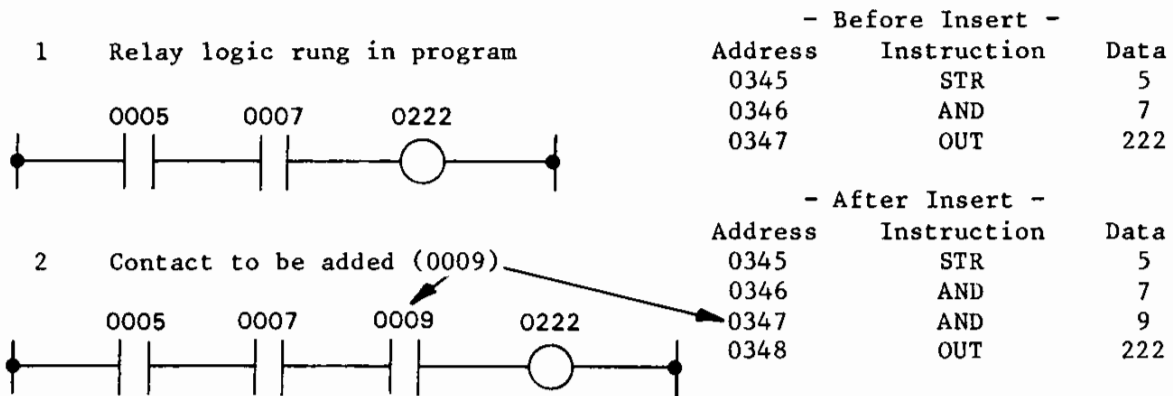 - Before Insert -
1 Relay logic rung in program
Address Instruction Data
0345 STR 5
0346 AND 7
0347 OUT 222
0005 0007 0222
- After Insert -
Address Instruction Data
2 Contact to be added (0009)
0345 STR 5
0346 AND 7
0347 AND 9
0348 OUT 222
0005 0007 0009 0222